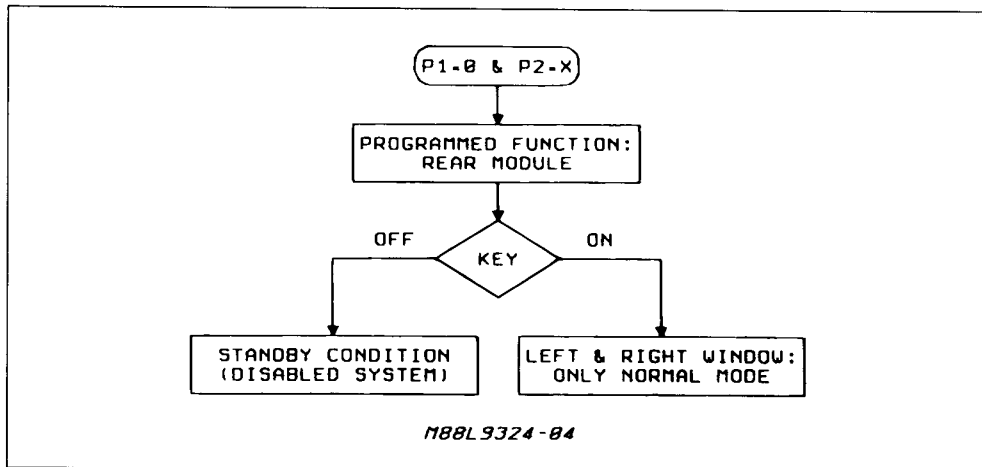 P1=0 & P2=X
PROGRAMMED FUNCTION:
REAR MODULE
OFF
ON
KEY
STANDBY CONDITION
(DISABLED SYSTEM)
LEFT & RIGHT WINDOW:
ONLY NORMAL MODE
M88L9324-04